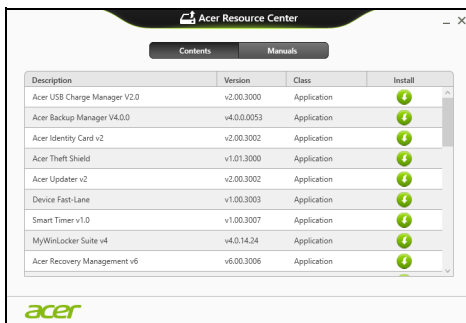 Acer Resource Center
Contents Manuals
Description Version Class Install
Acer USB Charge Manager V2.0 v2.00.3000 Application
Acer Backup Manager V4.0.0 v4.0.0.0053 Application
Acer Identity Card v2 v2.00.3002 Application
Acer Theft Shield v1.01.3000 Application
Acer Updater v2 v2.00.3002 Application
Device Fast-Lane v1.00.3003 Application
Smart Timer v1.0 v1.00.3007 Application
MyWinLocker Suite v4 v4.0.14.24 Application
Acer Recovery Management v6 v6.00.3006 Application
acer